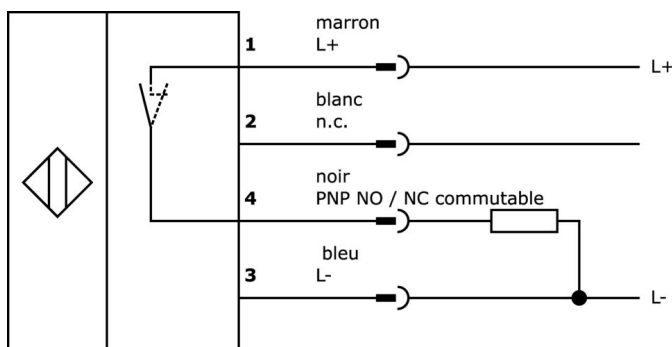 marron
1 L+ L+
blanc
2 n.c.
noir
4 PNP NO / NC commutable
bleu
3 L- L-